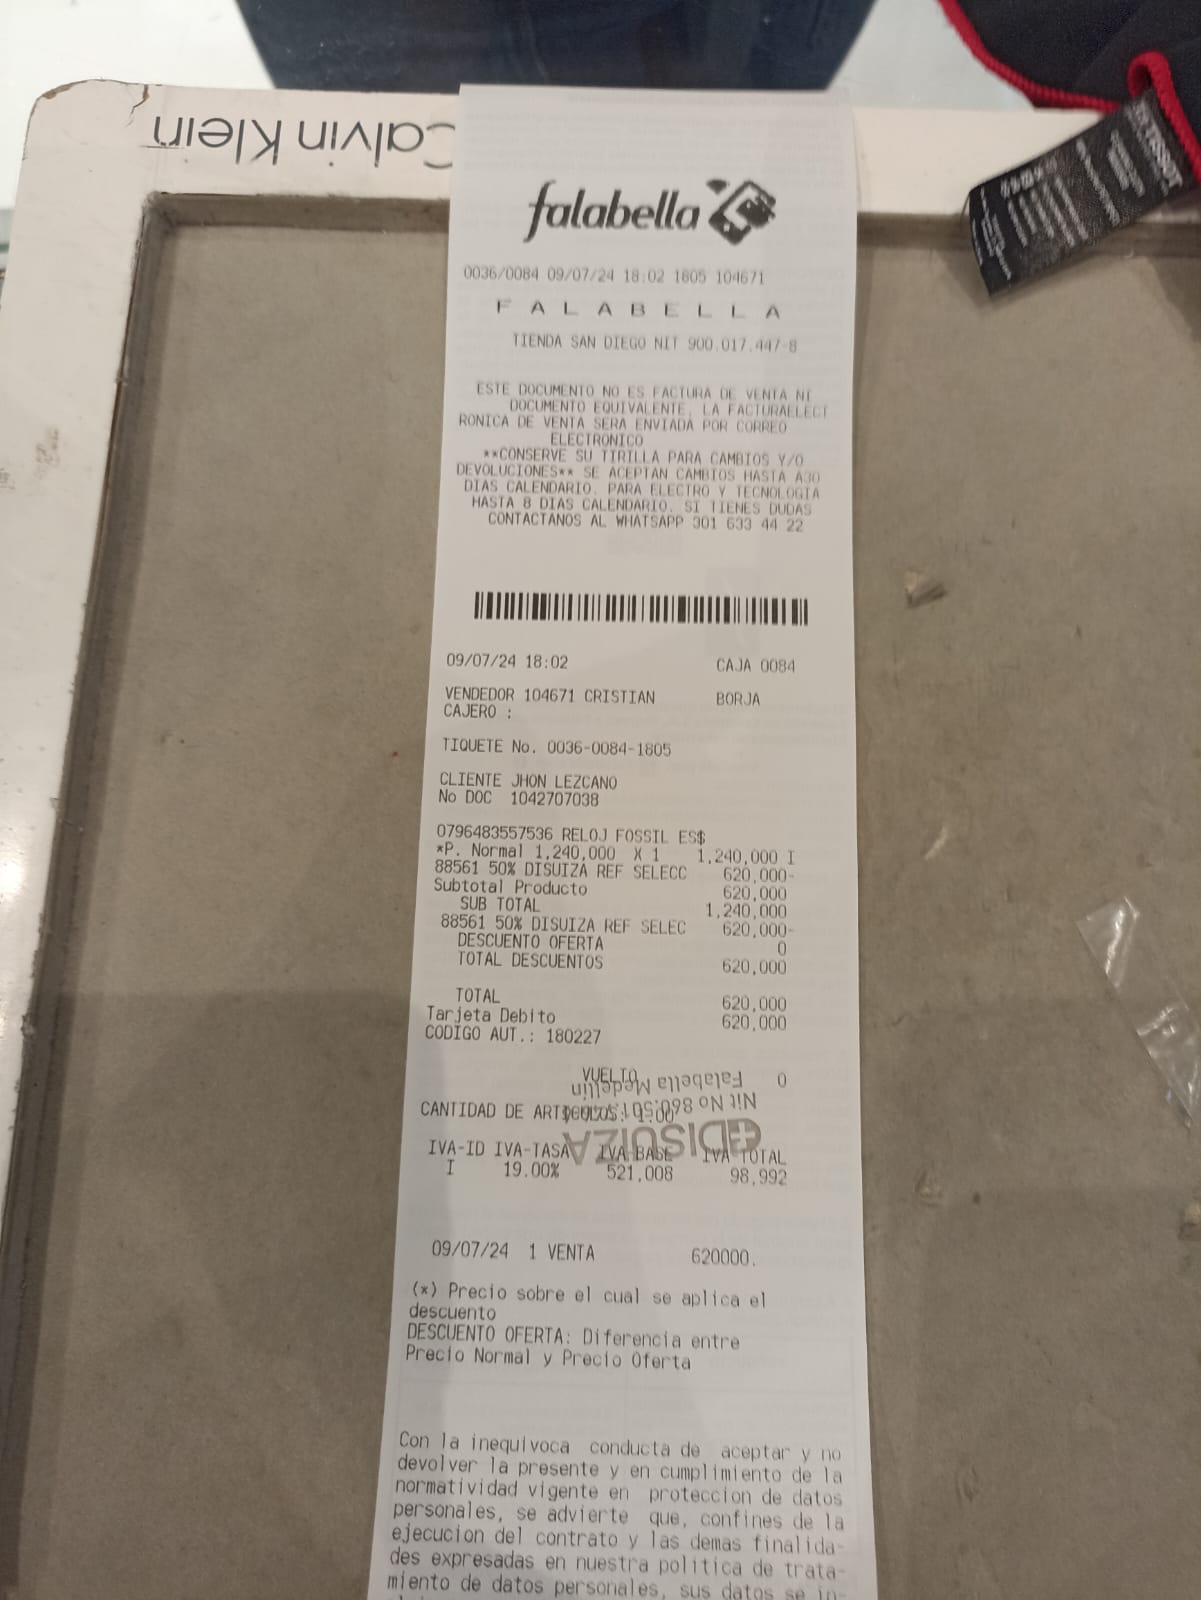 Calvin Klein
falabella
0036/0084 09/07/24 18:02 1805 104671
F A L A B E L L A
TIENDA SAN DIEGO NIT 900.017.447-8
ESTE DOCUMENTO NO ES FACTURA DE VENTA NI
DOCUMENTO EQUIVALENTE, LA FACTURAELECT
RONICA DE VENTA SERA ENVIADA POR CORREO
ELECTRONICO
**CONSERVE SU TIRILLA PARA CAMBIOS Y/O
DEVOLUCIONES** SE ACEPTAN CAMBIOS HASTA A30
DIAS CALENDARIO. PARA ELECTRO Y TECNOLOGIA
HASTA 8 DIAS CALENDARIO. SI TIENES DUDAS
CONTACTANOS AL WHATSAPP 301 633 44 22
09/07/24 18:02 CAJA 0084
VENDEDOR 104671 CRISTIAN BORJA
CAJERO :
TIQUETE No. 0036-0084-1805
CLIENTE JHON LEZCANO
No DOC 1042707038
0796483557536 RELOJ FOSSIL ES$
*P. Normal 1,240,000 X 1 1,240,000 I
88561 50% DISUIZA REF SELECC 620,000-
Subtotal Producto 620,000
SUB TOTAL 1,240,000
88561 50% DISUIZA REF SELEC 620,000-
DESCUENTO OFERTA 0
TOTAL DESCUENTOS 620,000
TOTAL 620,000
Tarjeta Debito 620,000
CODIGO AUT.: 180227
VUELTO 0
Falabella Medellin
CANTIDAD DE ARTICULOS: 1.00
Nit No
DISUIZA
IVA-ID IVA-TASA IVA-BASE IVA TOTAL
I 19.00% 521,008 98,992
09/07/24 1 VENTA 620000.
(*) Precio sobre el cual se aplica el
descuento
DESCUENTO OFERTA: Diferencia entre
Precio Normal y Precio Oferta
Con la inequivoca conducta de aceptar y no
devolver la presente y en cumplimiento de la
normatividad vigente en proteccion de datos
personales, se advierte que, confines de la
ejecucion del contrato y las demas finalida-
des expresadas en nuestra politica de trata-
miento de datos personales, sus datos se in-